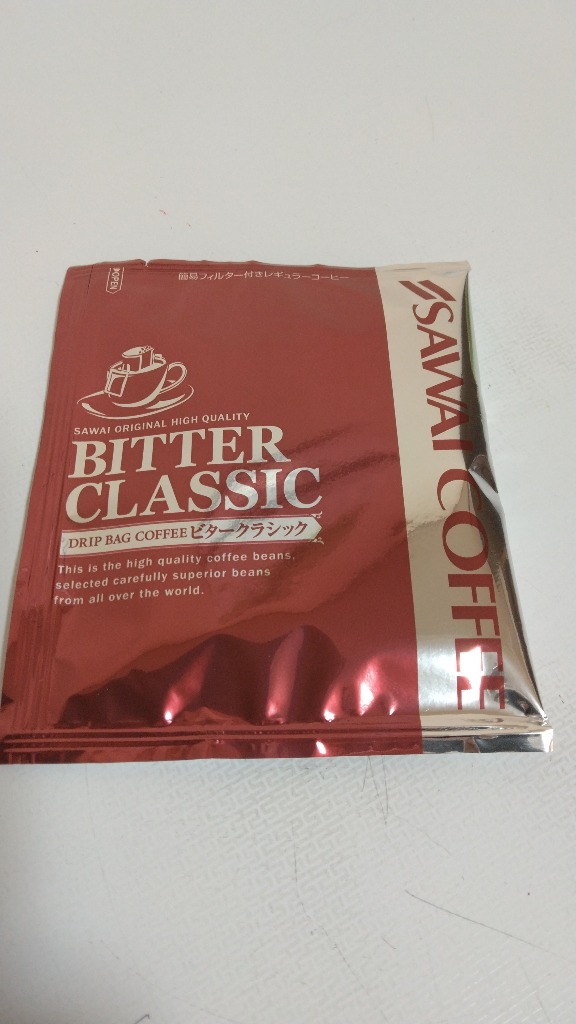 OPEN
簡易フィルター付きレギュラーコーヒー
SAWAI COFFEE
SAWAI ORIGINAL HIGH QUALITY
BITTER
CLASSIC
DRIP BAG COFFEE ビタークラシック
This is the high quality coffee beans,
selected carefully superior beans
from all over the world.